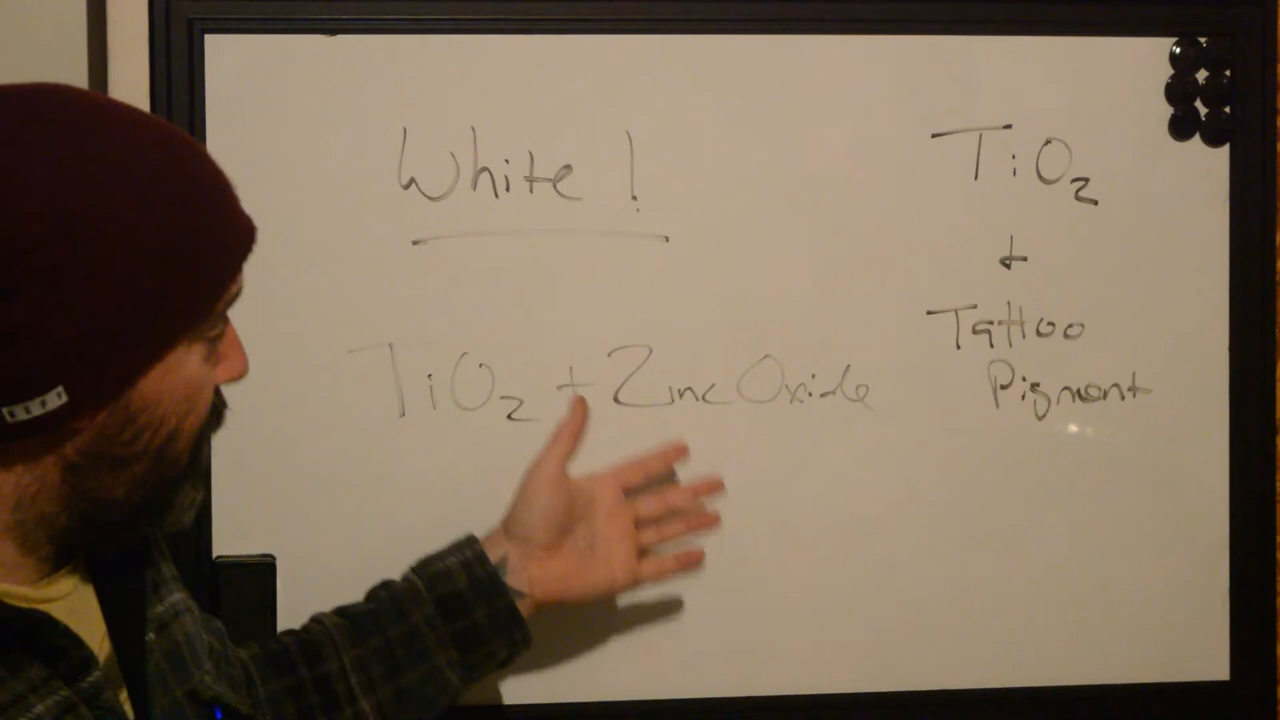 White!
TiO2 + Zinc Oxide
TiO2
+
Tattoo
Pigment